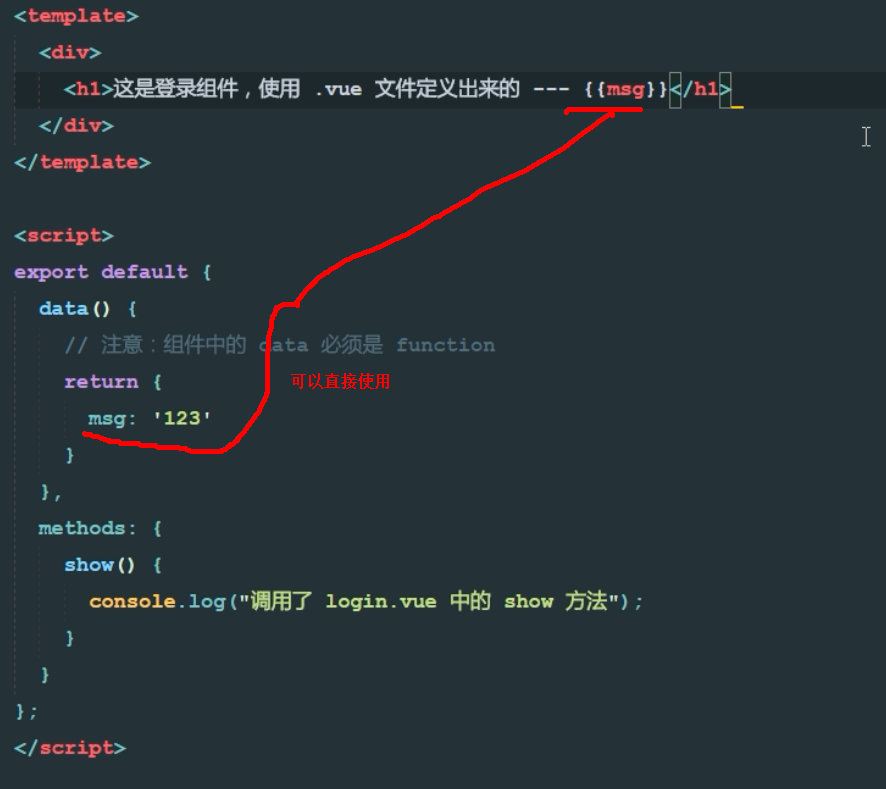 <template>
<div>
<h1>这是登录组件，使用 .vue 文件定义出来的 --- {{msg}}</h1>
</div>
</template>
<script>
export default {
data() {
// 注意：组件中的 data 必须是 function
return {
可以直接使用
msg: '123'
}
},
methods: {
show() {
console.log("调用了 login.vue 中的 show 方法");
}
}
};
</script>